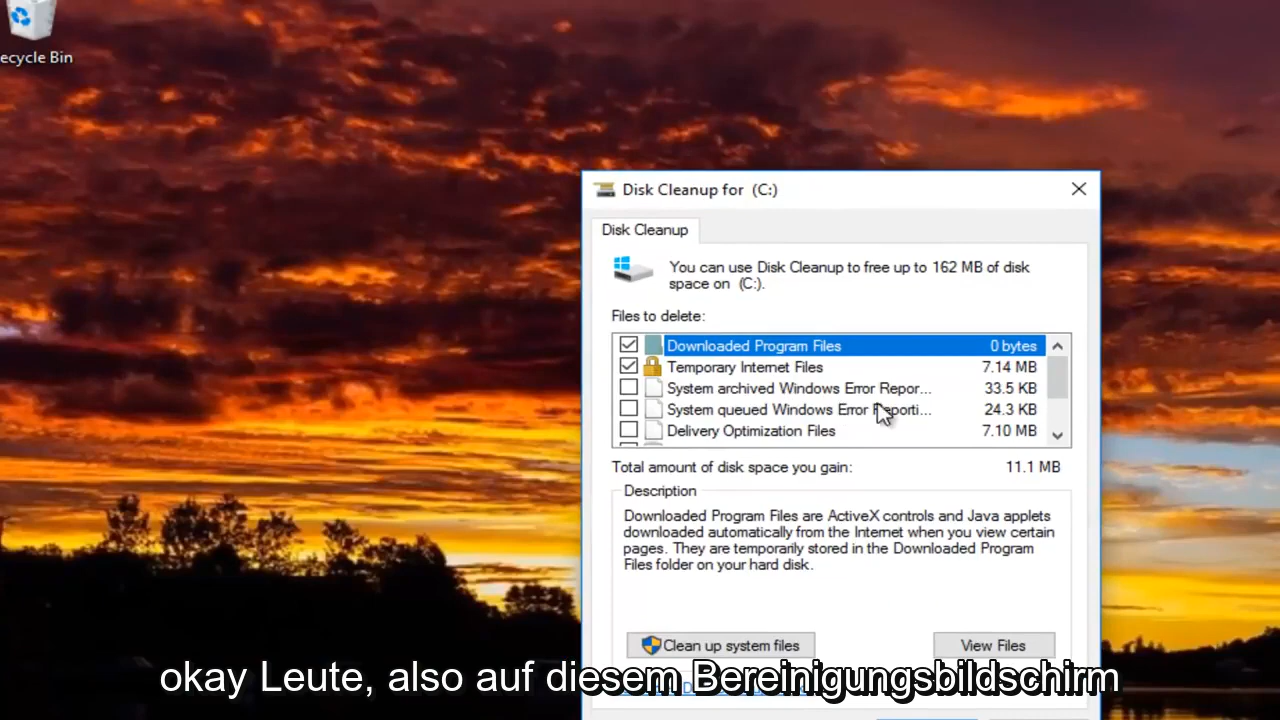 ecycle Bin
Disk Cleanup for (C:)
Disk Cleanup
You can use Disk Cleanup to free up to 162 MB of disk
space on (C:).
Files to delete:
Downloaded Program Files 0 bytes
Temporary Internet Files 7.14 MB
System archived Windows Error Repor... 33.5 KB
System queued Windows Error Reporti... 24.3 KB
Delivery Optimization Files 7.10 MB
Total amount of disk space you gain: 11.1 MB
Description
Downloaded Program Files are ActiveX controls and Java applets
downloaded automatically from the Internet when you view certain
pages. They are temporarily stored in the Downloaded Program
Files folder on your hard disk.
Clean up system files View Files
okay Leute, also auf diesem Bereinigungsbildschirm